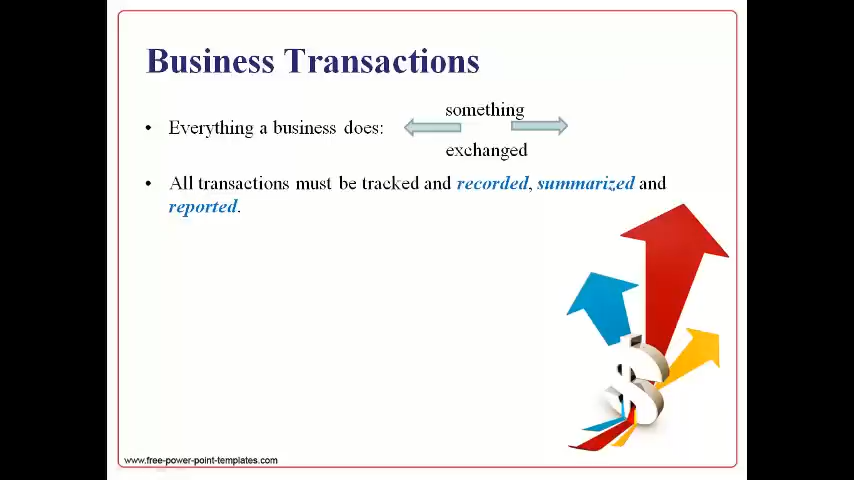 Business Transactions
something
• Everything a business does:
exchanged
• All transactions must be tracked and recorded, summarized and
reported.
$
www.free-power-point-templates.com